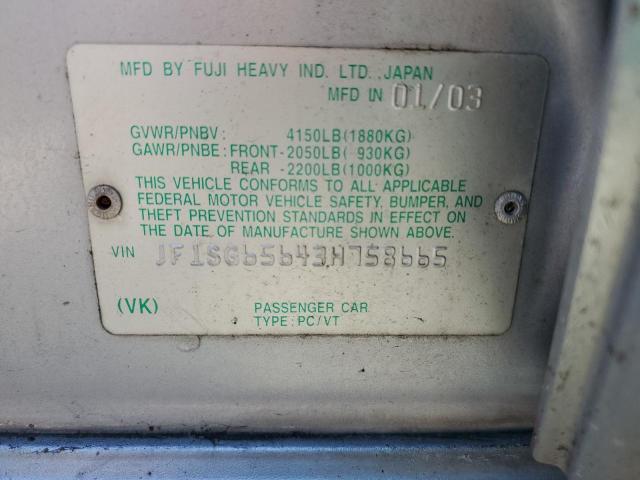 MFD BY FUJI HEAVY IND. LTD., JAPAN
MFD IN 01/03
GVWR/PNBV: 4150LB(1880KG)
GAWR/PNBE: FRONT-2050LB( 930KG)
REAR -2200LB(1000KG)
THIS VEHICLE CONFORMS TO ALL APPLICABLE
FEDERAL MOTOR VEHICLE SAFETY, BUMPER, AND
THEFT PREVENTION STANDARDS IN EFFECT ON
THE DATE OF MANUFACTURE SHOWN ABOVE.
VIN JF1SG65643H758665
(VK) PASSENGER CAR
TYPE: PC/VT